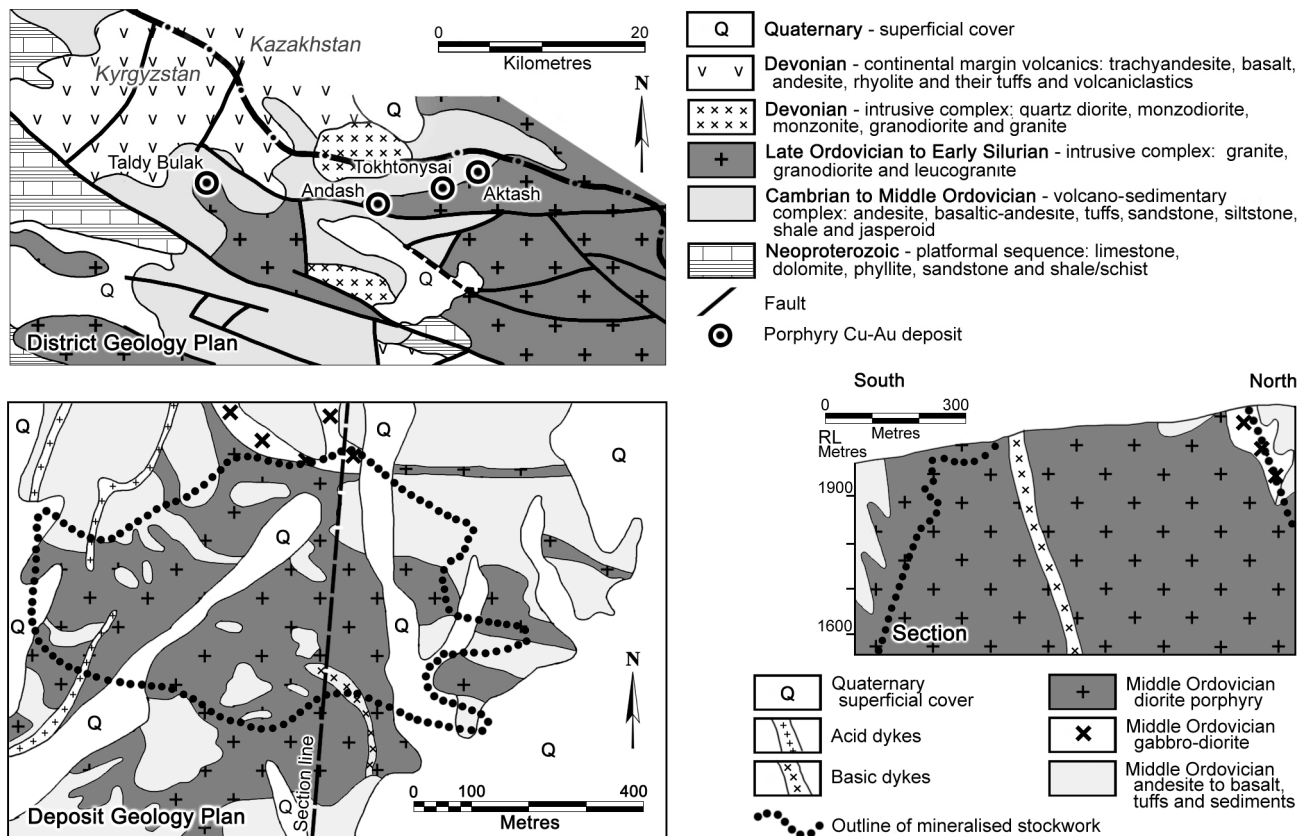 Kazakhstan
Kyrgyzstan
0 20
Kilometres
N
Q
Taldy Bulak
Tokhtonysai
Andash
Aktash
Q
Q
District Geology Plan
Q Quaternary - superficial cover
Devonian - continental margin volcanics: trachyandesite, basalt,
andesite, rhyolite and their tuffs and volcaniclastics
Devonian - intrusive complex: quartz diorite, monzodiorite,
monzonite, granodiorite and granite
Late Ordovician to Early Silurian - intrusive complex: granite,
granodiorite and leucogranite
Cambrian to Middle Ordovician - volcano-sedimentary
complex: andesite, basaltic-andesite, tuffs, sandstone, siltstone,
shale and jasperoid
Neoproterozoic - platformal sequence: limestone,
dolomite, phyllite, sandstone and shale/schist
Fault
Porphyry Cu-Au deposit
Q
Q
Q
Q
Q
Q
Q
Q
Q
N
Section line
0 100 400
Metres
Deposit Geology Plan
South North
0 300
Metres
RL
Metres
1900
1600
Section
Q Quaternary
superficial cover
Acid dykes
Basic dykes
Outline of mineralised stockwork
Middle Ordovician
diorite porphyry
Middle Ordovician
gabbro-diorite
Middle Ordovician
andesite to basalt,
tuffs and sediments